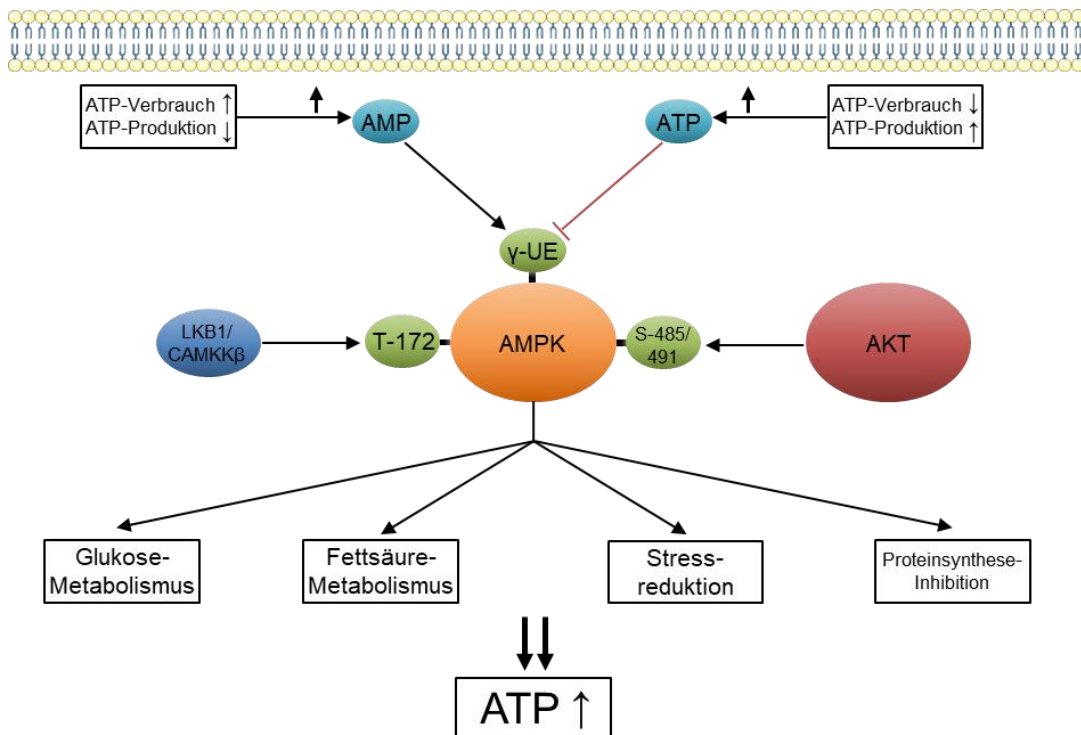 ATP-Verbrauch ↑
ATP-Produktion ↓
AMP
ATP
ATP-Verbrauch ↓
ATP-Produktion ↑
γ-UE
LKB1/
CAMKKβ
T-172
AMPK
S-485/
491
AKT
Glukose-
Metabolismus
Fettsäure-
Metabolismus
Stress-
reduktion
Proteinsynthese-
Inhibition
ATP ↑